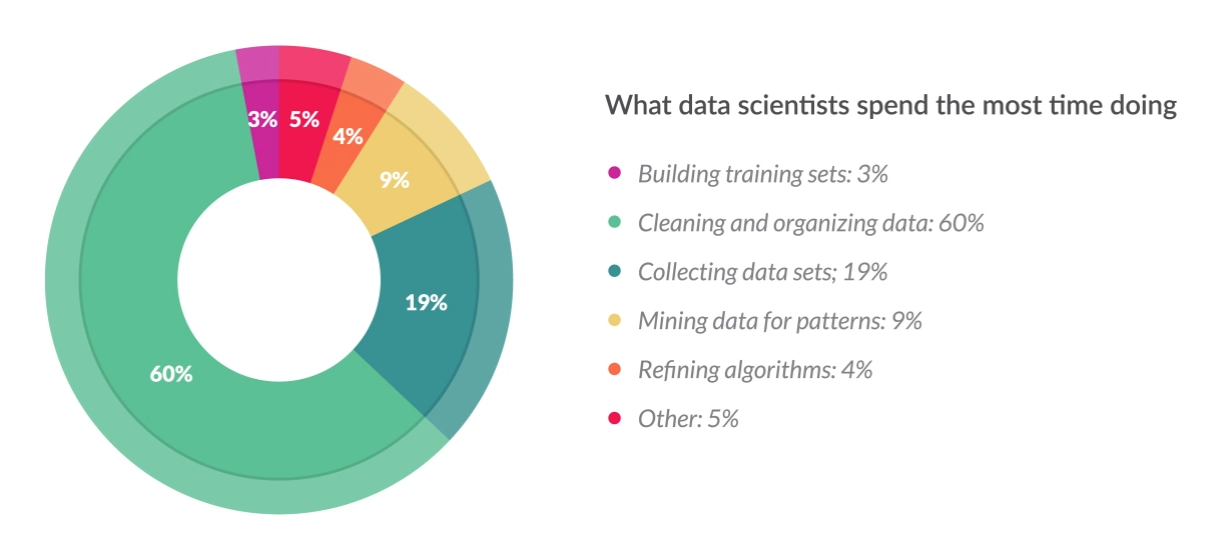 3%
5%
4%
9%
19%
60%
What data scientists spend the most time doing
Building training sets: 3%
Cleaning and organizing data: 60%
Collecting data sets; 19%
Mining data for patterns: 9%
Refining algorithms: 4%
Other: 5%